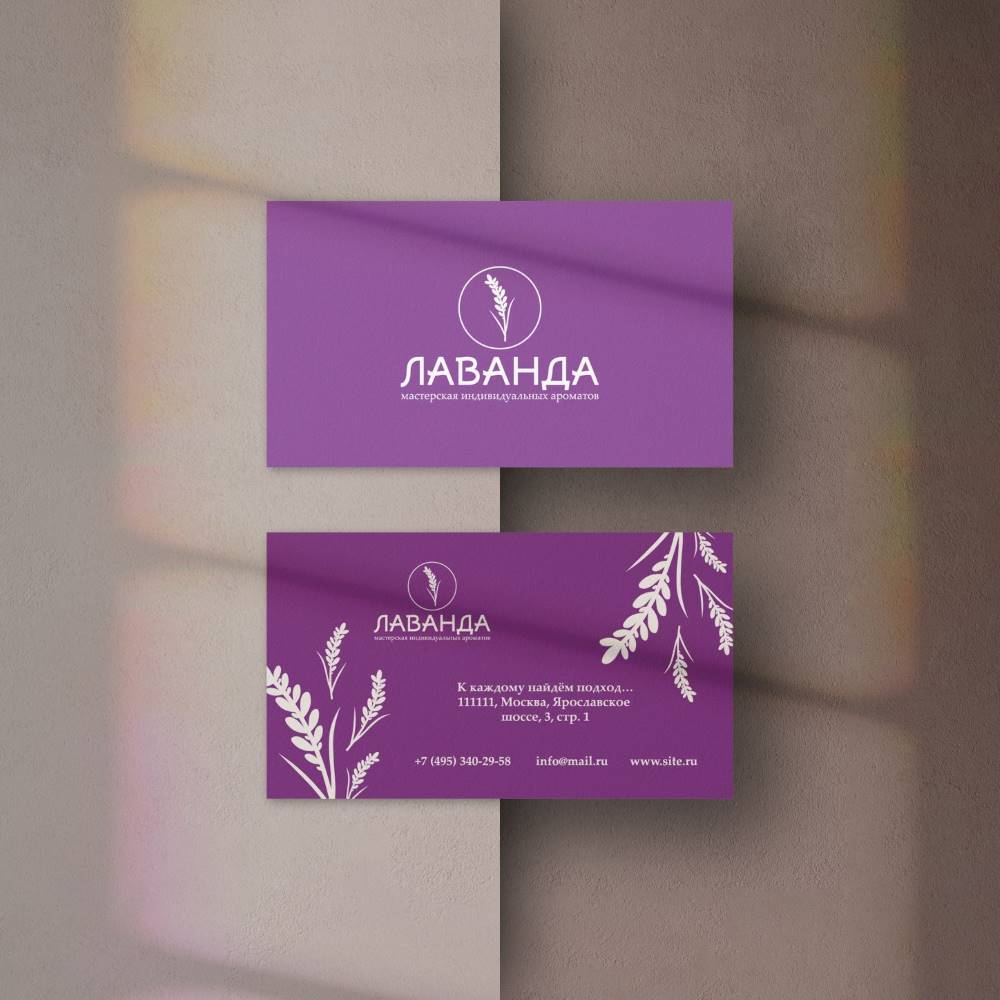 ЛАВАНДА
мастерская индивидуальных ароматов
ЛАВАНДА
мастерская индивидуальных ароматов
К каждому найдём подход...
111111, Москва, Ярославское
шоссе, 3, стр. 1
+7 (495) 340-29-58 info@mail.ru www.site.ru